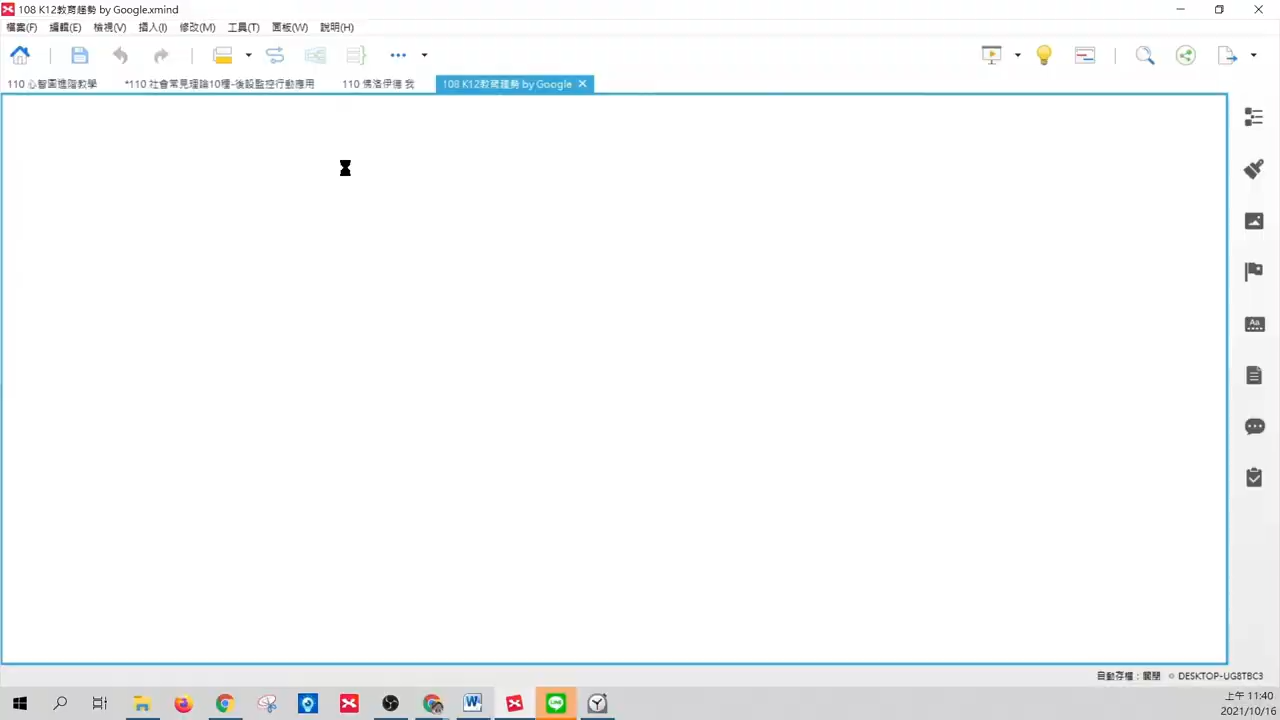 108 K12教育趨勢 by Google.xmind
檔案(F) 編輯(E) 檢視(V) 插入(I) 修改(M) 工具(T) 面板(W) 說明(H)
110 心智圖進階教學 *110 社會常見理論10種-後設監控行動應用 110 佛洛伊德 我 108 K12教育趨勢 by Google
Aa
自動存檔：關閉 DESKTOP-UG8TBC3
上午 11:40
2021/10/16